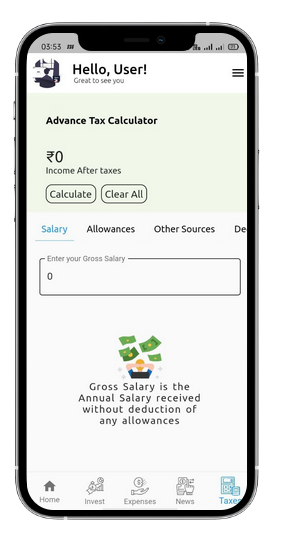 03:53
Hello, User!
Great to see you
Advance Tax Calculator
₹0
Income After taxes
Calculate Clear All
Salary Allowances Other Sources De
Enter your Gross Salary
0
Gross Salary is the
Annual Salary received
without deduction of
any allowances
Home Invest Expenses News Taxes